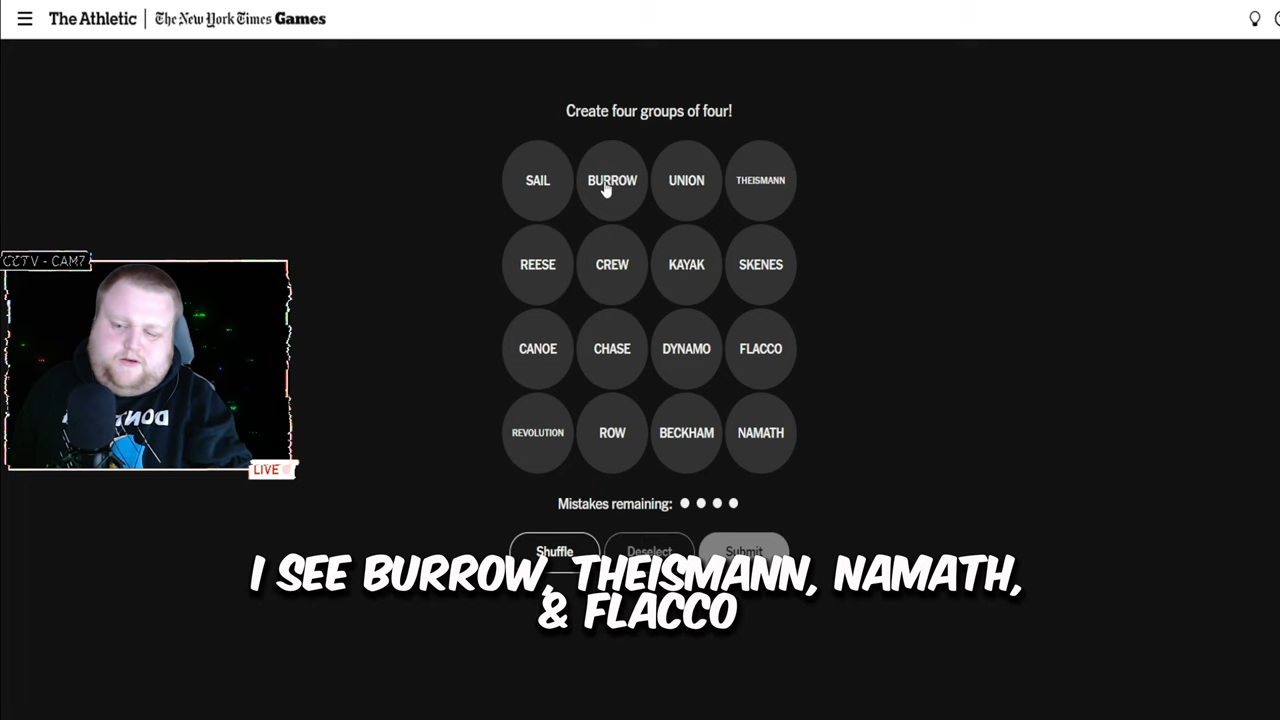 The Athletic | The New York Times Games
Create four groups of four!
SAIL BURROW UNION THEISMANN
REESE CREW KAYAK SKENES
CANOE CHASE DYNAMO FLACCO
REVOLUTION ROW BECKHAM NAMATH
CCTV - CAM7
LIVE
Mistakes remaining:
Shuffle Deselect Submit
I SEE BURROW, THEISMANN, NAMATH,
& FLACCO